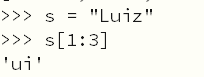 >>> s = "Luiz"
>>> s[1:3]
'ui'